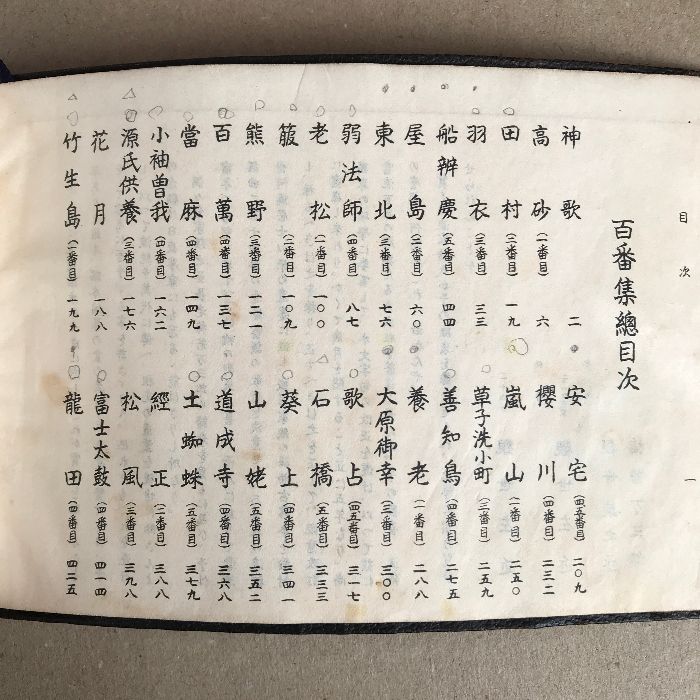 目次
一
百番集總目次
神歌 二
高砂(一番目) 六
田村(二番目) 一九
羽衣(三番目) 三三
船辨慶(五番目) 四四
屋島(二番目) 六〇
東北(三番目) 七六
弱法師(四番目) 八七
老松(一番目) 一〇〇
箙(二番目) 一〇九
熊野(三番目) 一二一
百萬(四番目) 一三七
當麻(四番目) 一四九
小袖曾我(四番目) 一六二
源氏供養(三番目) 一七六
花月 一八八
竹生島(一番目) 一九九
安宅(四五番目) 二〇九
櫻川(四番目) 二三二
嵐山(一番目) 二五〇
草子洗小町(三番目) 二五九
善知鳥(四番目) 二七五
養老(一番目) 二八八
大原御幸(三番目) 三〇〇
歌占(四五番目) 三一七
石橋(五番目) 三三三
葵上(四番目) 三四一
山姥(五番目) 三五二
道成寺(四番目) 三六八
土蜘蛛(五番目) 三七九
經正(二番目) 三八八
松風(三番目) 三九八
富士太鼓(四番目) 四一四
龍田(四番目) 四二五